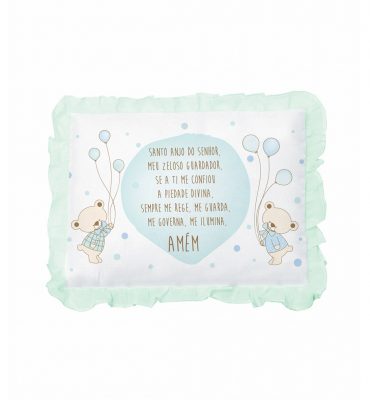 SANTO ANJO DO SENHOR,
MEU ZELOSO GUARDADOR,
SE A TI ME CONFIOU
A PIEDADE DIVINA,
SEMPRE ME REGE, ME GUARDA,
ME GOVERNA, ME ILUMINA,
AMÉM